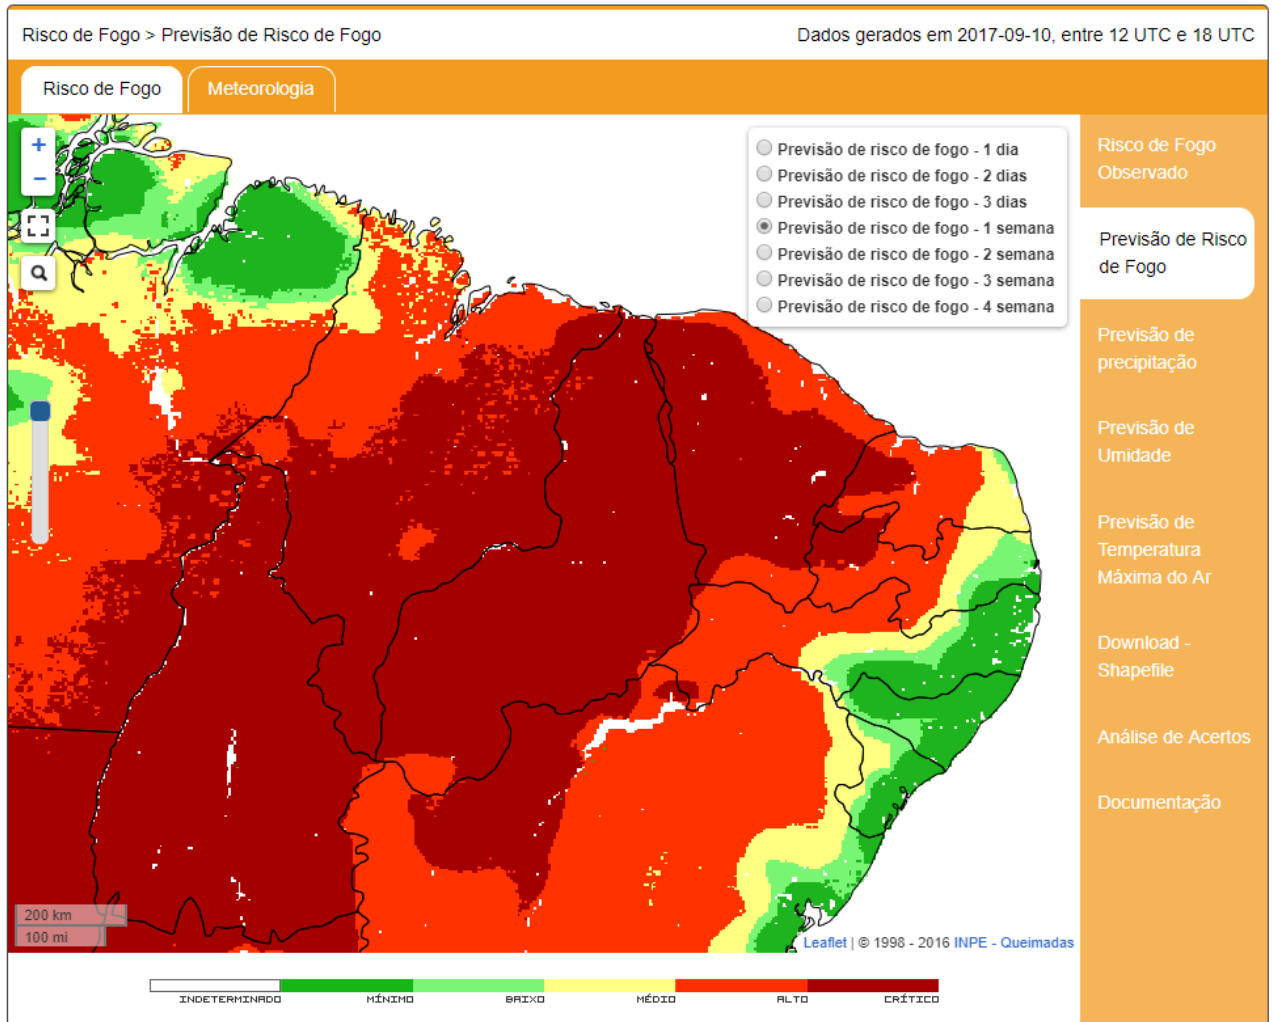 Risco de Fogo > Previsão de Risco de Fogo
Dados gerados em 2017-09-10, entre 12 UTC e 18 UTC
Risco de Fogo
Meteorologia
+
−
Previsão de risco de fogo - 1 dia
Previsão de risco de fogo - 2 dias
Previsão de risco de fogo - 3 dias
Previsão de risco de fogo - 1 semana
Previsão de risco de fogo - 2 semana
Previsão de risco de fogo - 3 semana
Previsão de risco de fogo - 4 semana
Risco de Fogo
Observado
Previsão de Risco
de Fogo
Previsão de
precipitação
Previsão de
Umidade
Previsão de
Temperatura
Máxima do Ar
Download -
Shapefile
Análise de Acertos
Documentação
200 km
100 mi
Leaflet | © 1998 - 2016 INPE - Queimadas
INDETERMINADO
MÍNIMO
BAIXO
MÉDIO
ALTO
CRÍTICO